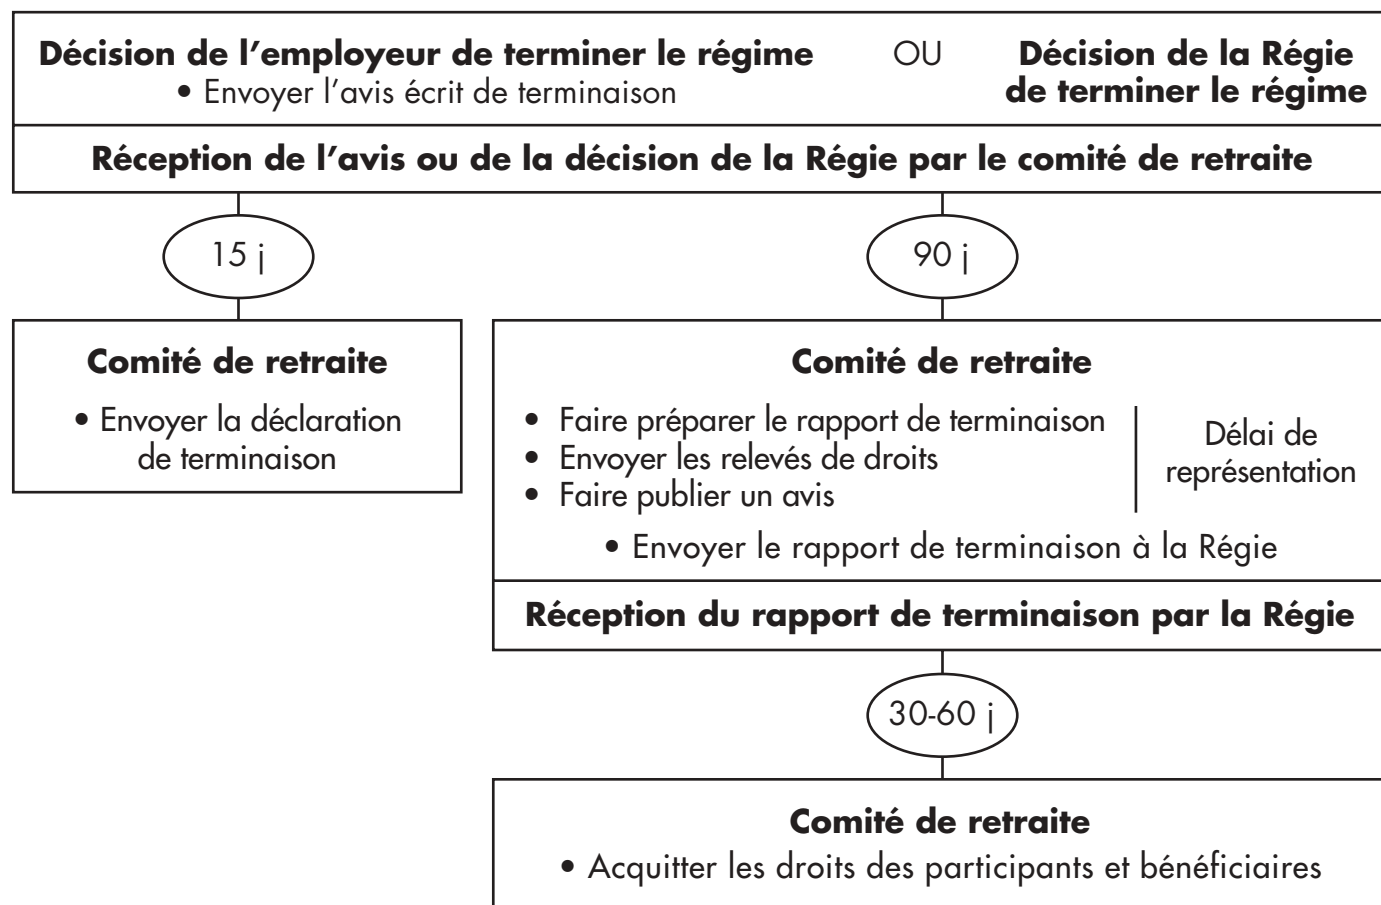 Décision de l'employeur de terminer le régime
• Envoyer l'avis écrit de terminaison
OU
Décision de la Régie
de terminer le régime
Réception de l'avis ou de la décision de la Régie par le comité de retraite
15 j
90 j
Comité de retraite
• Envoyer la déclaration
de terminaison
Comité de retraite
• Faire préparer le rapport de terminaison
• Envoyer les relevés de droits
• Faire publier un avis
Délai de
représentation
• Envoyer le rapport de terminaison à la Régie
Réception du rapport de terminaison par la Régie
30-60 j
Comité de retraite
• Acquitter les droits des participants et bénéficiaires